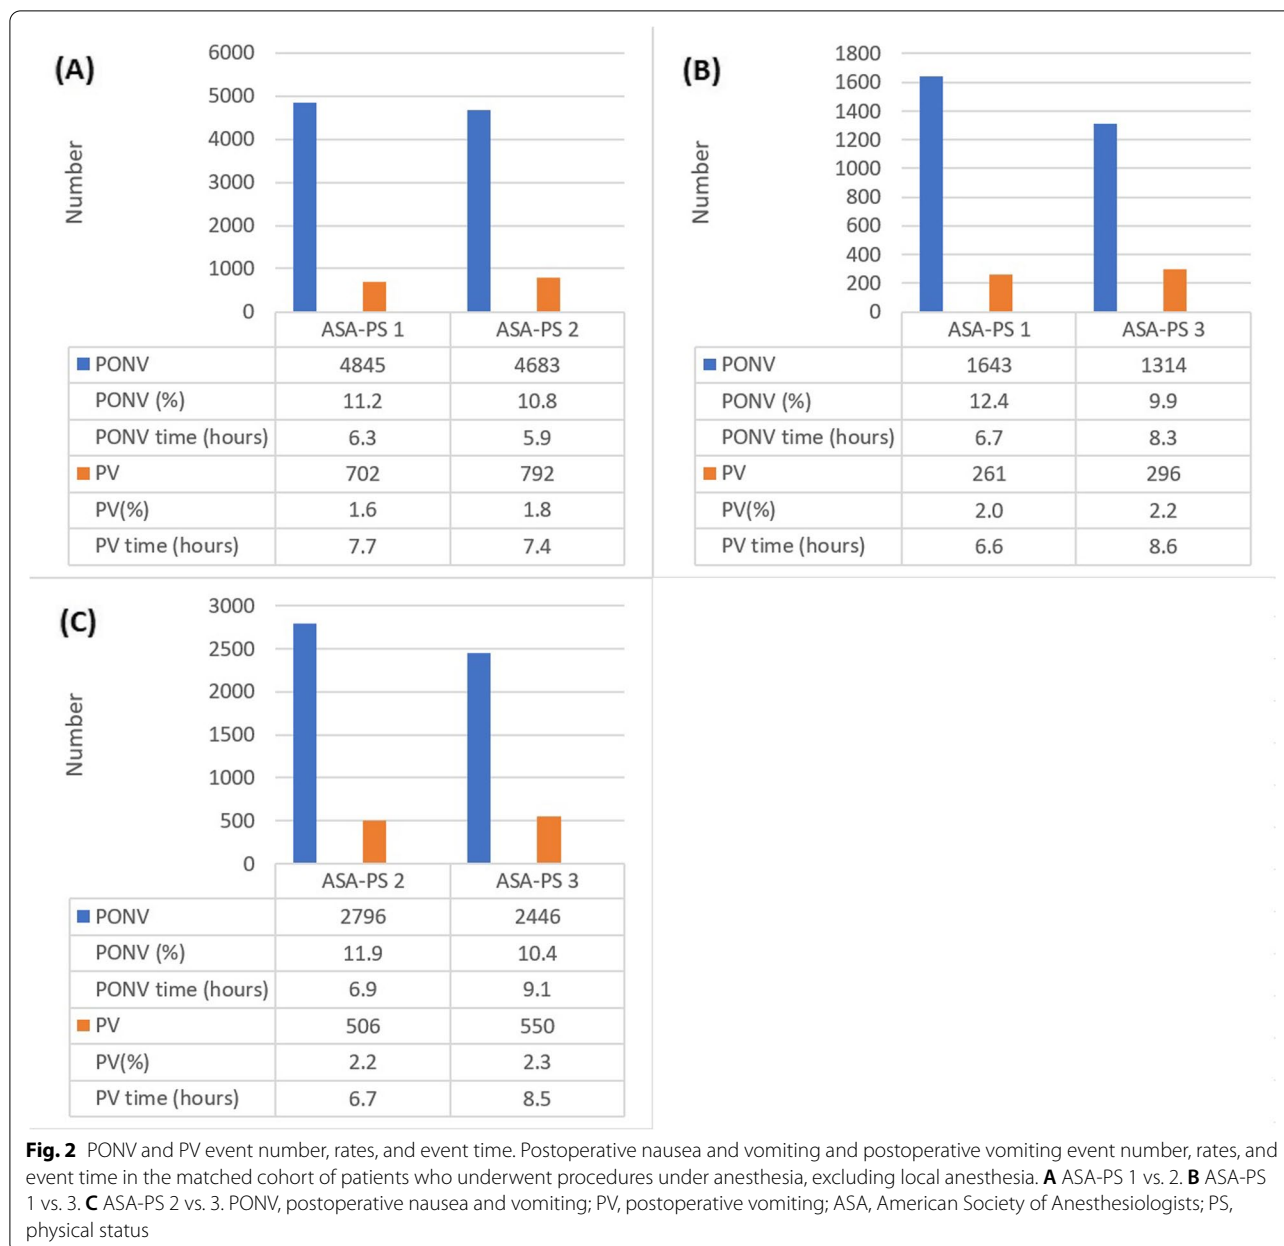 (A)
Number
6000
5000
4000
3000
2000
1000
0
ASA-PS 1 ASA-PS 2
PONV 4845 4683
PONV (%) 11.2 10.8
PONV time (hours) 6.3 5.9
PV 702 792
PV(%) 1.6 1.8
PV time (hours) 7.7 7.4
(B)
Number
1800
1600
1400
1200
1000
800
600
400
200
0
ASA-PS 1 ASA-PS 3
PONV 1643 1314
PONV (%) 12.4 9.9
PONV time (hours) 6.7 8.3
PV 261 296
PV(%) 2.0 2.2
PV time (hours) 6.6 8.6
(C)
Number
3000
2500
2000
1500
1000
500
0
ASA-PS 2 ASA-PS 3
PONV 2796 2446
PONV (%) 11.9 10.4
PONV time (hours) 6.9 9.1
PV 506 550
PV(%) 2.2 2.3
PV time (hours) 6.7 8.5
Fig. 2 PONV and PV event number, rates, and event time. Postoperative nausea and vomiting and postoperative vomiting event number, rates, and
event time in the matched cohort of patients who underwent procedures under anesthesia, excluding local anesthesia. A ASA-PS 1 vs. 2. B ASA-PS
1 vs. 3. C ASA-PS 2 vs. 3. PONV, postoperative nausea and vomiting; PV, postoperative vomiting; ASA, American Society of Anesthesiologists; PS,
physical status